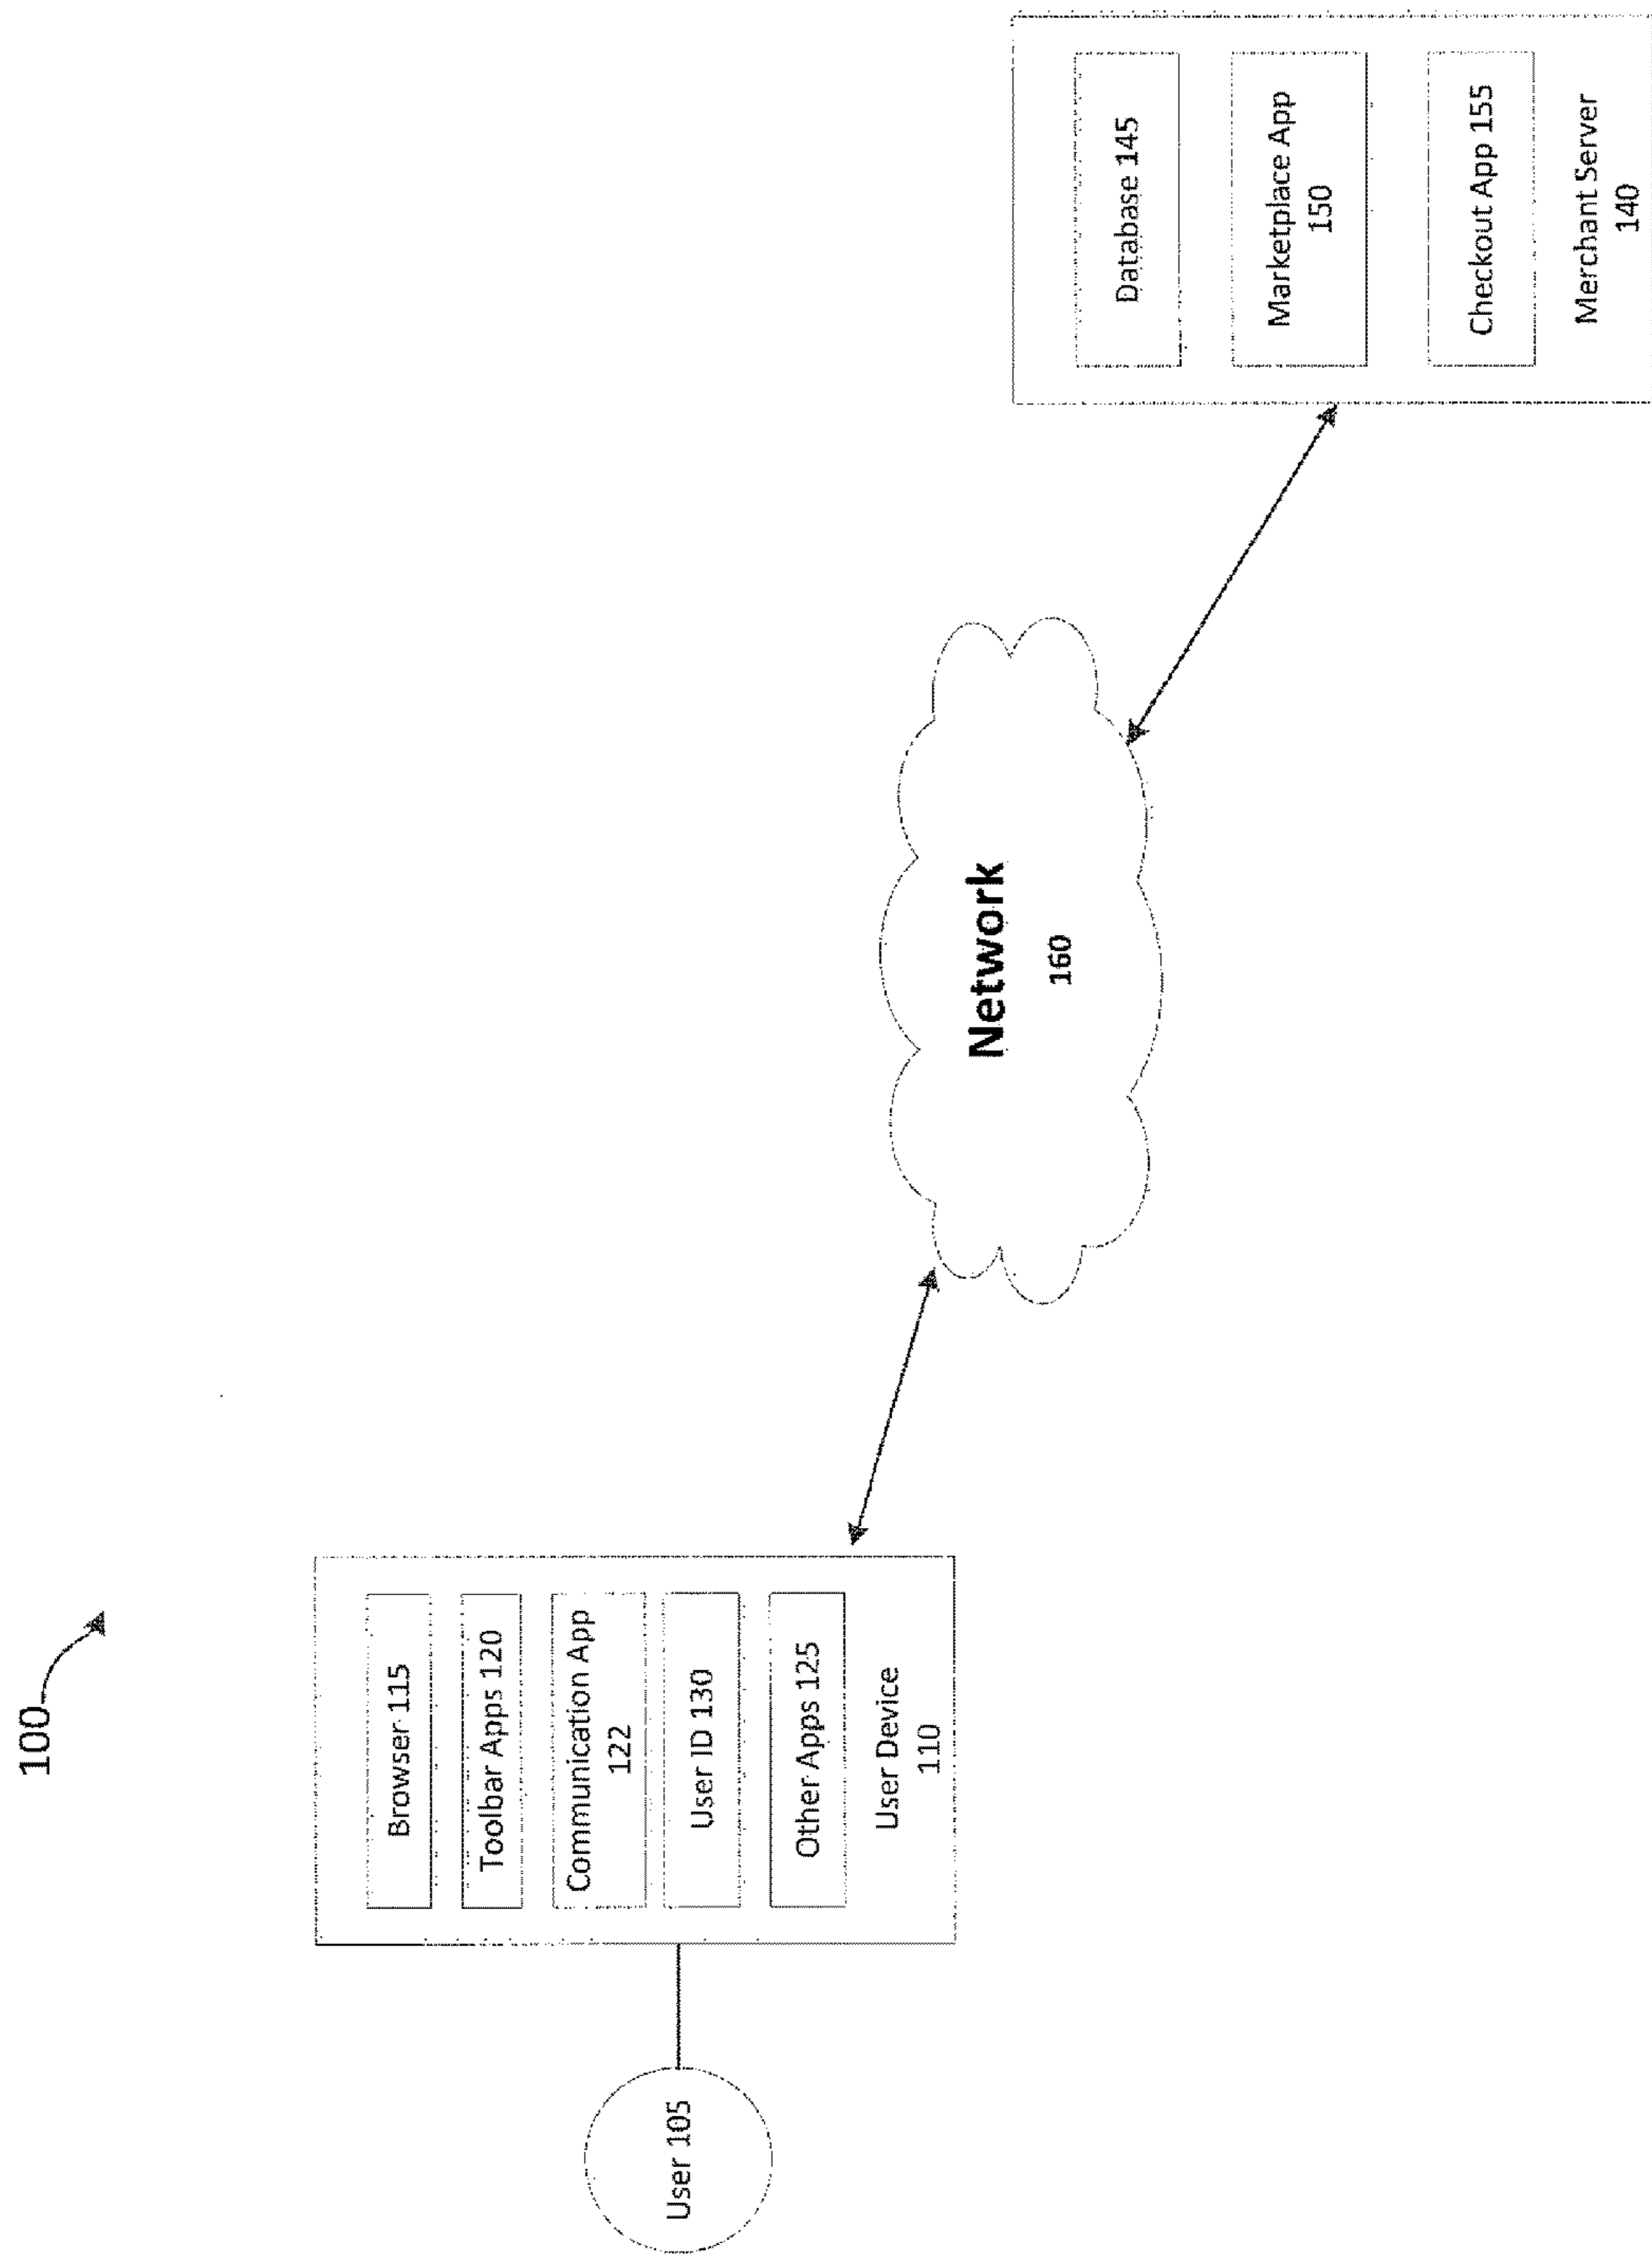 100
User 105
Browser 115
Toolbar Apps 120
Communication App
122
User ID 130
Other Apps 125
User Device
110
Network
160
Database 145
Marketplace App
150
Checkout App 155
Merchant Server
140